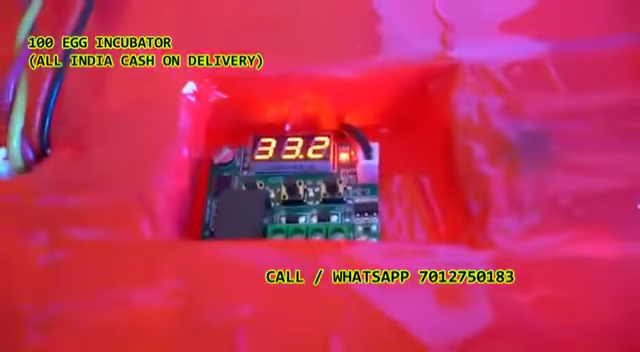 100 EGG INCUBATOR
(ALL INDIA CASH ON DELIVERY)
33.2
CALL / WHATSAPP 7012750183